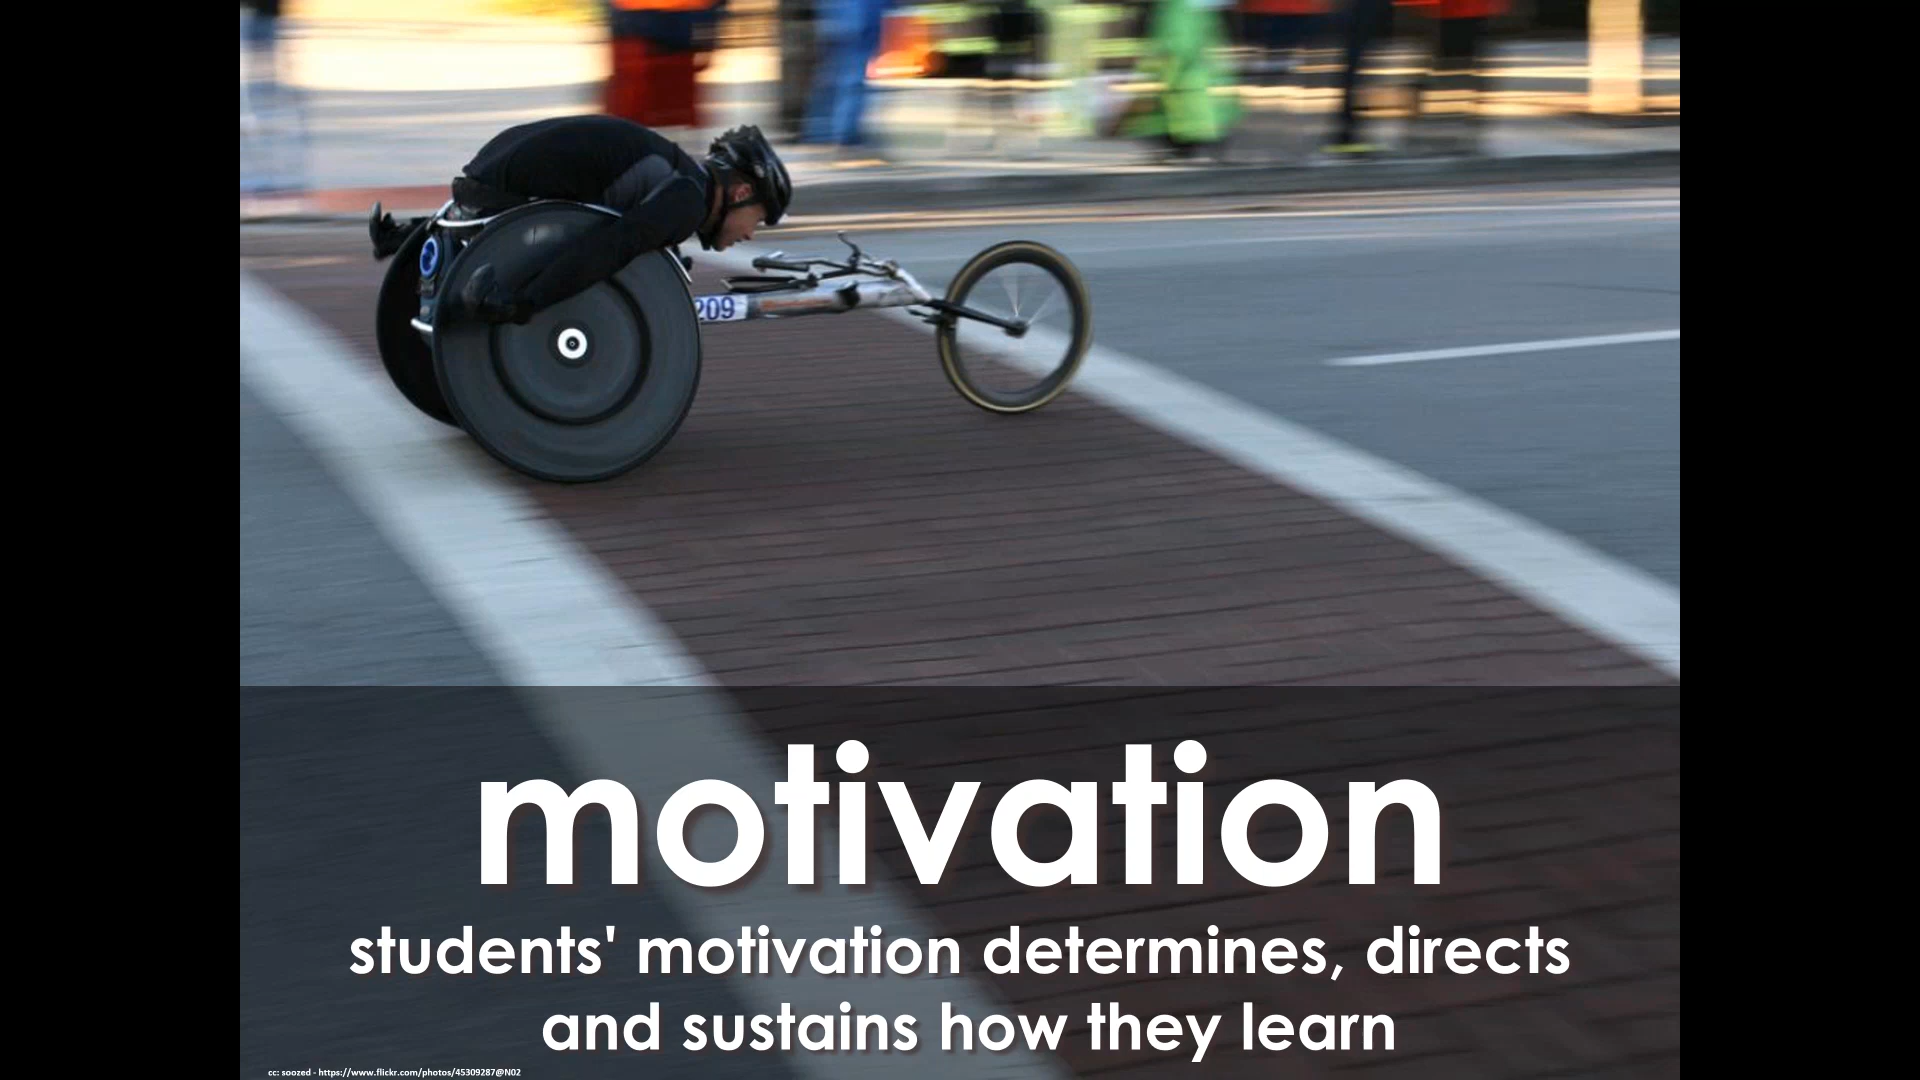 209
motivation
students' motivation determines, directs
and sustains how they learn
cc: soozed - https://www.flickr.com/photos/45309287@N02